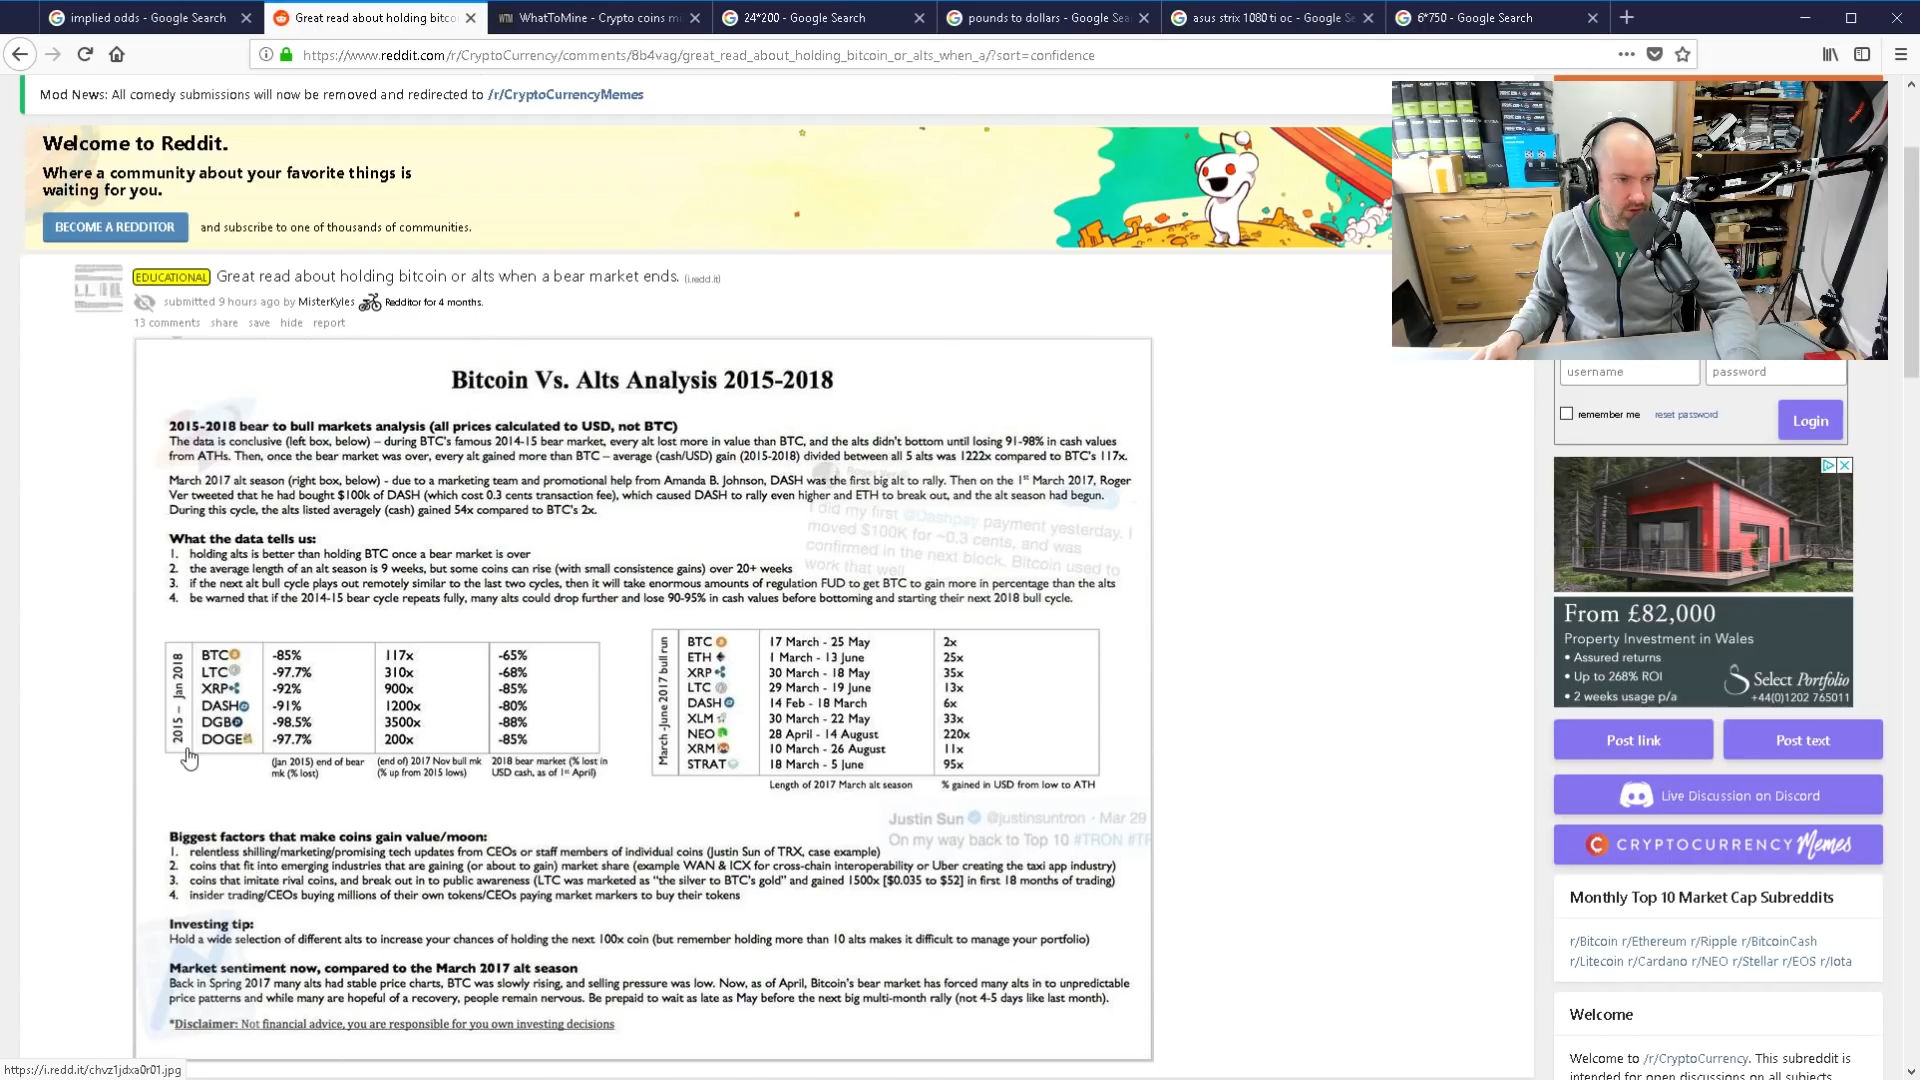 implied odds - Google Search
Great read about holding bitco
WhatToMine - Crypto coins mi
24*200 - Google Search
pounds to dollars - Google Sea
asus strix 1080 ti oc - Google Se
6*750 - Google Search
https://www.reddit.com/r/CryptoCurrency/comments/8b4vag/great_read_about_holding_bitcoin_or_alts_when_a/?sort=confidence
Mod News: All comedy submissions will now be removed and redirected to /r/CryptoCurrencyMemes
Welcome to Reddit.
Where a community about your favorite things is
waiting for you.
BECOME A REDDITOR and subscribe to one of thousands of communities.
EDUCATIONAL Great read about holding bitcoin or alts when a bear market ends. (i.redd.it)
submitted 9 hours ago by MisterKyles Redditor for 4 months.
13 comments share save hide report
Bitcoin Vs. Alts Analysis 2015-2018
2015-2018 bear to bull markets analysis (all prices calculated to USD, not BTC)
The data is conclusive (left box, below) – during BTC's famous 2014-15 bear market, every alt lost more in value than BTC, and the alts didn't bottom until losing 91-98% in cash values
from ATHs. Then, once the bear market was over, every alt gained more than BTC – average (cash/USD) gain (2015-2018) divided between all 5 alts was 1222x compared to BTC's 117x.
March 2017 alt season (right box, below) - due to a marketing team and promotional help from Amanda B. Johnson, DASH was the first big alt to rally. Then on the 1st March 2017, Roger
Ver tweeted that he had bought $100k of DASH (which cost 0.3 cents transaction fee), which caused DASH to rally even higher and ETH to break out, and the alt season had begun.
During this cycle, the alts listed averagely (cash) gained 54x compared to BTC's 2x.
I did my first @Dashpay payment yesterday. I
moved $100K for ~0.3 cents, and was
confirmed in the next block. Bitcoin used to
work that well
What the data tells us:
1. holding alts is better than holding BTC once a bear market is over
2. the average length of an alt season is 9 weeks, but some coins can rise (with small consistence gains) over 20+ weeks
3. if the next alt bull cycle plays out remotely similar to the last two cycles, then it will take enormous amounts of regulation FUD to get BTC to gain more in percentage than the alts
4. be warned that if the 2014-15 bear cycle repeats fully, many alts could drop further and lose 90-95% in cash values before bottoming and starting their next 2018 bull cycle.
2015 – Jan 2018
BTC -85% 117x -65%
LTC -97.7% 310x -68%
XRP -92% 900x -85%
DASH -91% 1200x -80%
DGB -98.5% 3500x -88%
DOGE -97.7% 200x -85%
(Jan 2015) end of bear (end of) 2017 Nov bull mk 2018 bear market (% lost in
mk (% lost) (% up from 2015 lows) USD cash, as of 1st April)
March -June 2017 bull run
BTC 17 March - 25 May 2x
ETH 1 March - 13 June 25x
XRP 30 March - 18 May 35x
LTC 29 March - 19 June 13x
DASH 14 Feb - 18 March 6x
XLM 30 March - 22 May 33x
NEO 28 April - 14 August 220x
XRM 10 March - 26 August 11x
STRAT 18 March - 5 June 95x
Length of 2017 March alt season % gained in USD from low to ATH
Justin Sun @justinsuntron · Mar 29
On my way back to Top 10 #TRON #TR
Biggest factors that make coins gain value/moon:
1. relentless shilling/marketing/promising tech updates from CEOs or staff members of individual coins (Justin Sun of TRX, case example)
2. coins that fit into emerging industries that are gaining (or about to gain) market share (example WAN & ICX for cross-chain interoperability or Uber creating the taxi app industry)
3. coins that imitate rival coins, and break out in to public awareness (LTC was marketed as "the silver to BTC's gold" and gained 1500x [$0.035 to $52] in first 18 months of trading)
4. insider trading/CEOs buying millions of their own tokens/CEOs paying market markers to buy their tokens
Investing tip:
Hold a wide selection of different alts to increase your chances of holding the next 100x coin (but remember holding more than 10 alts makes it difficult to manage your portfolio)
Market sentiment now, compared to the March 2017 alt season
Back in Spring 2017 many alts had stable price charts, BTC was slowly rising, and selling pressure was low. Now, as of April, Bitcoin's bear market has forced many alts in to unpredictable
price patterns and while many are hopeful of a recovery, people remain nervous. Be prepaid to wait as late as May before the next big multi-month rally (not 4-5 days like last month).
*Disclaimer: Not financial advice, you are responsible for you own investing decisions
username password
remember me reset password Login
From £82,000
Property Investment in Wales
• Assured returns
• Up to 268% ROI
• 2 weeks usage p/a
Select Portfolio
+44(0)1202 765011
Post link Post text
Live Discussion on Discord
CRYPTOCURRENCY Memes
Monthly Top 10 Market Cap Subreddits
r/Bitcoin r/Ethereum r/Ripple r/BitcoinCash
r/Litecoin r/Cardano r/NEO r/Stellar r/EOS r/Iota
Welcome
Welcome to /r/CryptoCurrency. This subreddit is
intended for open discussions on all subjects
https://i.redd.it/chvz1jdxa0r01.jpg